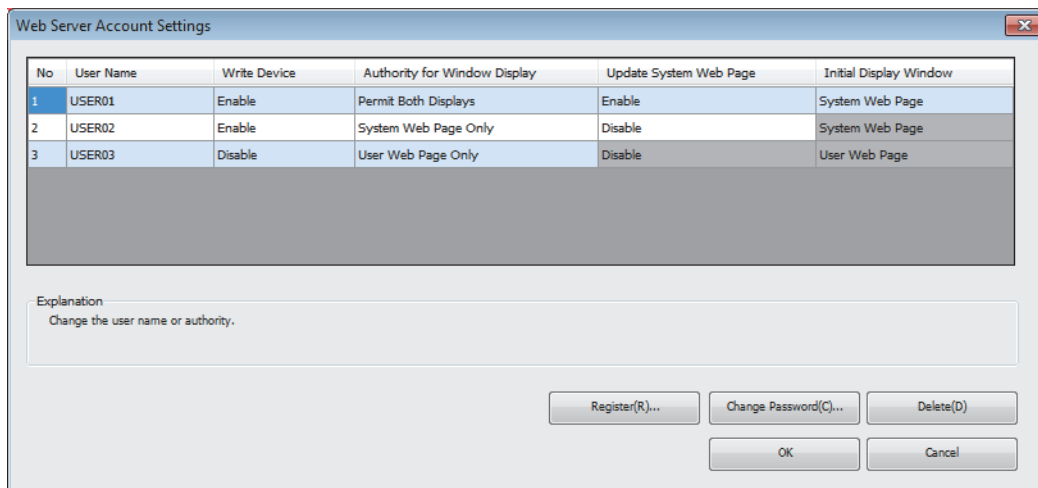 Web Server Account Settings
No User Name Write Device Authority for Window Display Update System Web Page Initial Display Window
1 USER01 Enable Permit Both Displays Enable System Web Page
2 USER02 Enable System Web Page Only Disable System Web Page
3 USER03 Disable User Web Page Only Disable User Web Page
Explanation
Change the user name or authority.
Register(R)... Change Password(C)... Delete(D)
OK Cancel